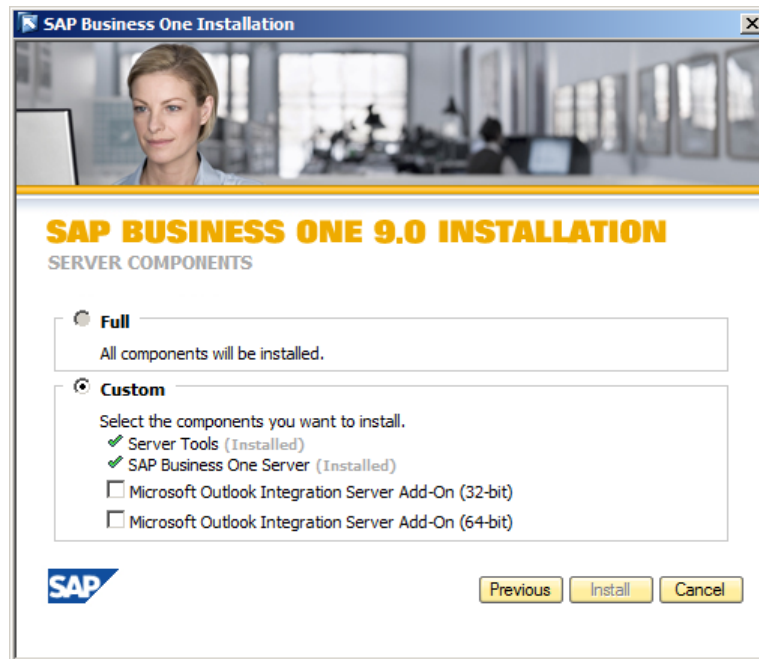 SAP Business One Installation
SAP BUSINESS ONE 9.0 INSTALLATION
SERVER COMPONENTS
Full
All components will be installed.
Custom
Select the components you want to install.
Server Tools (Installed)
SAP Business One Server (Installed)
Microsoft Outlook Integration Server Add-On (32-bit)
Microsoft Outlook Integration Server Add-On (64-bit)
SAP
Previous Install Cancel